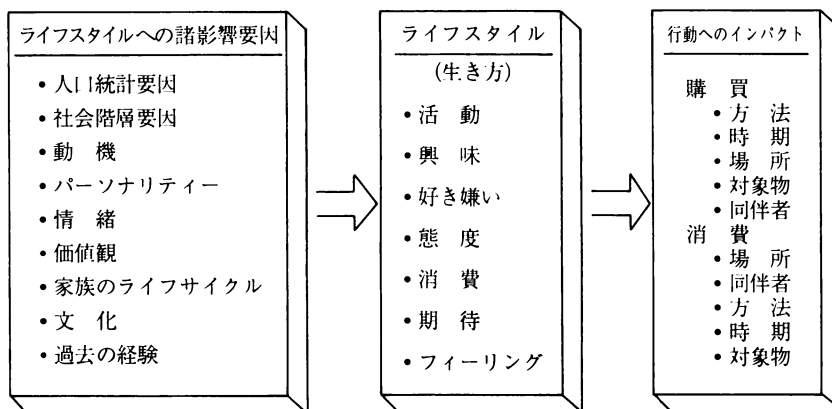 ライフスタイルへの諸影響要因
• 人口統計要因
• 社会階層要因
• 動　機
• パーソナリティー
• 情　緒
• 価値観
• 家族のライフサイクル
• 文　化
• 過去の経験
ライフスタイル
(生き方)
• 活　動
• 興　味
• 好き嫌い
• 態　度
• 消　費
• 期　待
• フィーリング
行動へのインパクト
購　買
• 方　法
• 時　期
• 場　所
• 対象物
• 同伴者
消　費
• 場　所
• 同伴者
• 方　法
• 時　期
• 対象物